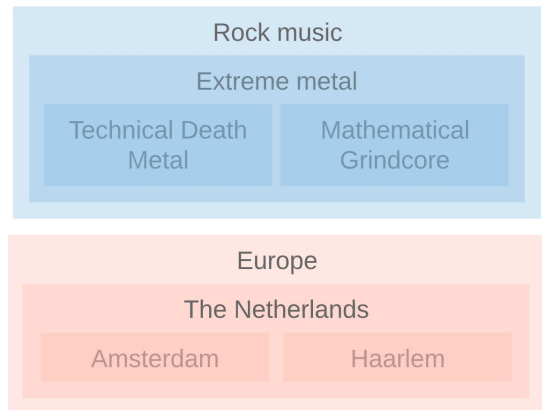 Rock music
Extreme metal
Technical Death
Metal
Mathematical
Grindcore
Europe
The Netherlands
Amsterdam
Haarlem